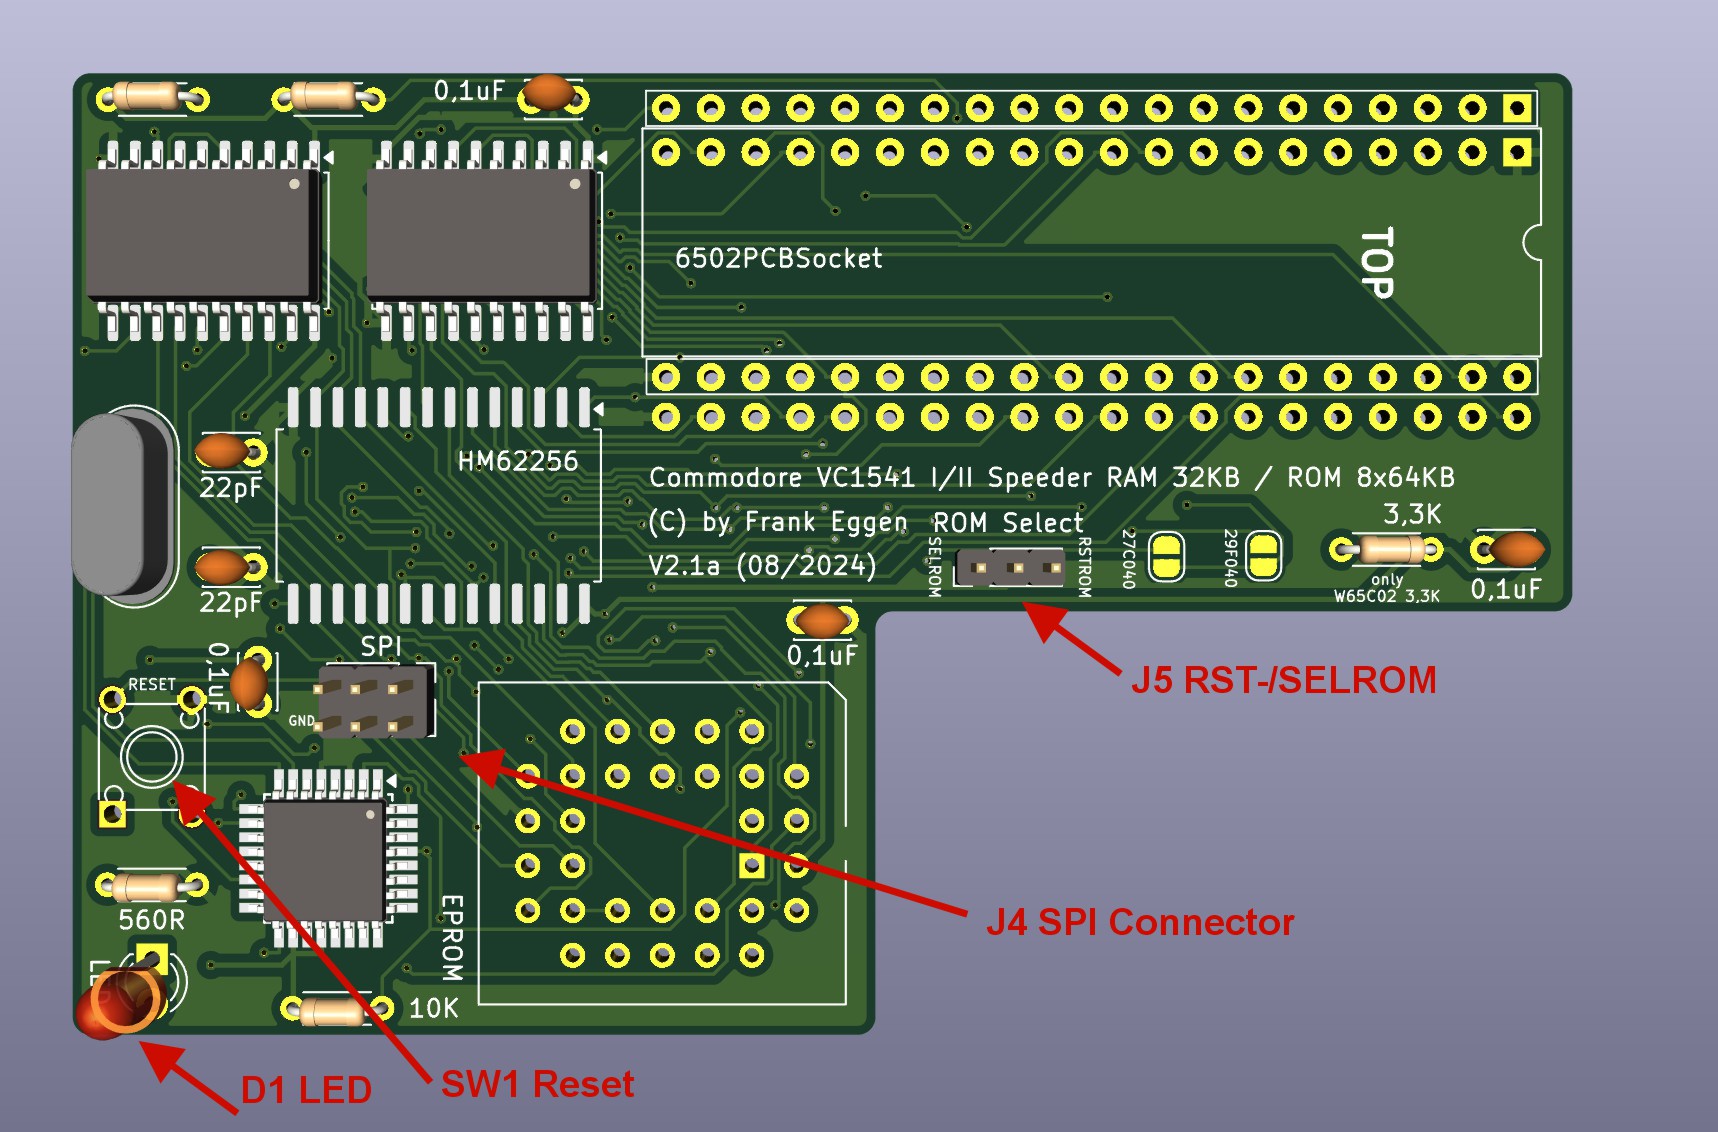 0,1uF
6502PCBSocket
TOP
HM62256
22pF
22pF
Commodore VC1541 I/II Speeder RAM 32KB / ROM 8x64KB
(C) by Frank Eggen
V2.1a (08/2024)
ROM Select
SELROM
RSTROM
27C040
29F040
3,3K
only
W65C02 3,3K
0,1uF
0,1uF
J5 RST-/SELROM
SPI
0,1uF
RESET
GND
560R
EPROM
J4 SPI Connector
LED
10K
D1 LED
SW1 Reset